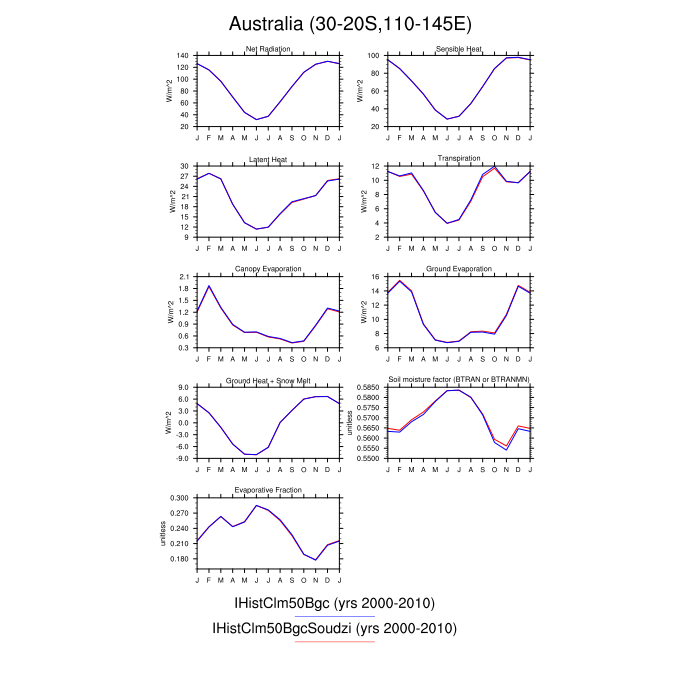 Australia (30-20S,110-145E)
Net Radiation
W/m^2
140
120
100
80
60
40
20
J F M A M J J A S O N D J
Sensible Heat
100
80
60
40
20
W/m^2
J F M A M J J A S O N D J
Latent Heat
30
27
24
21
18
15
12
9
W/m^2
J F M A M J J A S O N D J
Transpiration
12
10
8
6
4
2
W/m^2
J F M A M J J A S O N D J
Canopy Evaporation
2.1
1.8
1.5
1.2
0.9
0.6
0.3
W/m^2
J F M A M J J A S O N D J
Ground Evaporation
16
14
12
10
8
6
W/m^2
J F M A M J J A S O N D J
Ground Heat + Snow Melt
9.0
6.0
3.0
0.0
-3.0
-6.0
-9.0
W/m^2
J F M A M J J A S O N D J
Soil moisture factor (BTRAN or BTRANMN)
0.5850
0.5800
0.5750
0.5700
0.5650
0.5600
0.5550
0.5500
unitless
J F M A M J J A S O N D J
Evaporative Fraction
0.300
0.270
0.240
0.210
0.180
unitless
J F M A M J J A S O N D J
IHistClm50Bgc (yrs 2000-2010)
IHistClm50BgcSoudzi (yrs 2000-2010)